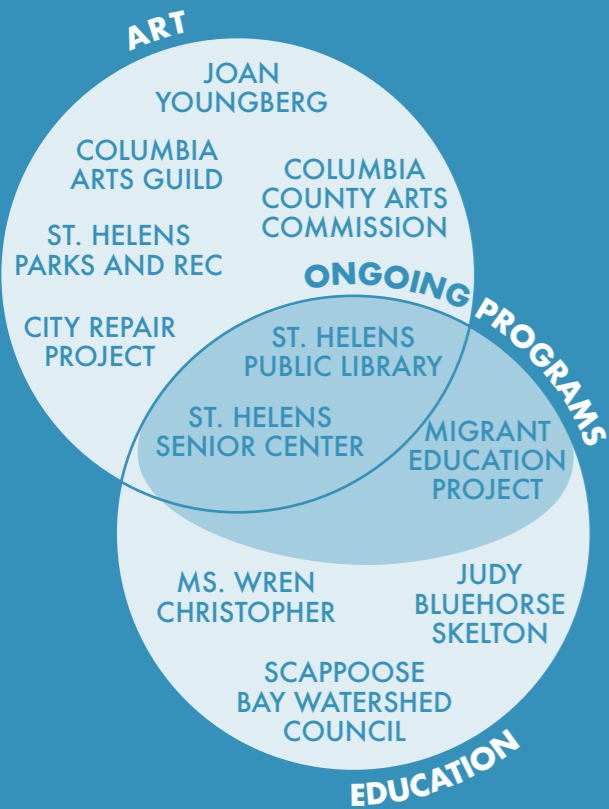 ART
JOAN
YOUNGBERG
COLUMBIA
ARTS GUILD
COLUMBIA
COUNTY ARTS
COMMISSION
ST. HELENS
PARKS AND REC
CITY REPAIR
PROJECT
ONGOING PROGRAMS
ST. HELENS
PUBLIC LIBRARY
ST. HELENS
SENIOR CENTER
MIGRANT
EDUCATION
PROJECT
MS. WREN
CHRISTOPHER
JUDY
BLUEHORSE
SKELTON
SCAPPOOSE
BAY WATERSHED
COUNCIL
EDUCATION